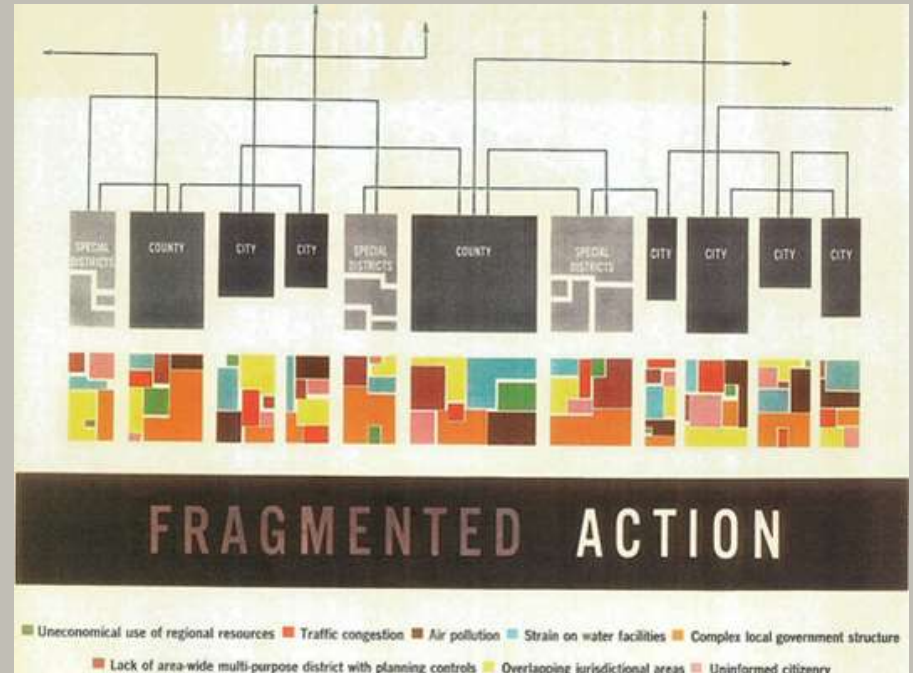 SPECIAL DISTRICTS
COUNTY
CITY
CITY
SPECIAL DISTRICTS
COUNTY
SPECIAL DISTRICTS
CITY
CITY
CITY
CITY
FRAGMENTED ACTION
Uneconomical use of regional resources Traffic congestion Air pollution Strain on water facilities Complex local government structure
Lack of area-wide multi-purpose district with planning controls Overlapping jurisdictional areas Uninformed citizenry